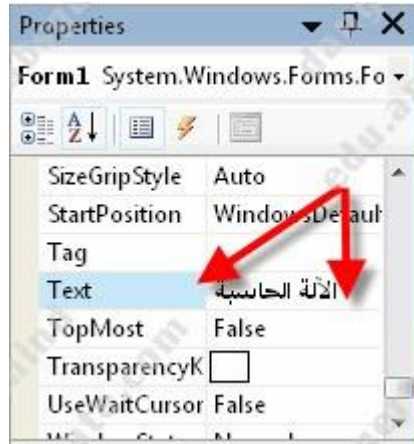 Properties
Form1 System.Windows.Forms.Fo
SizeGripStyle Auto
StartPosition WindowsDefault
Tag
Text الآلة الحاسبة
TopMost False
TransparencyK
UseWaitCursor False